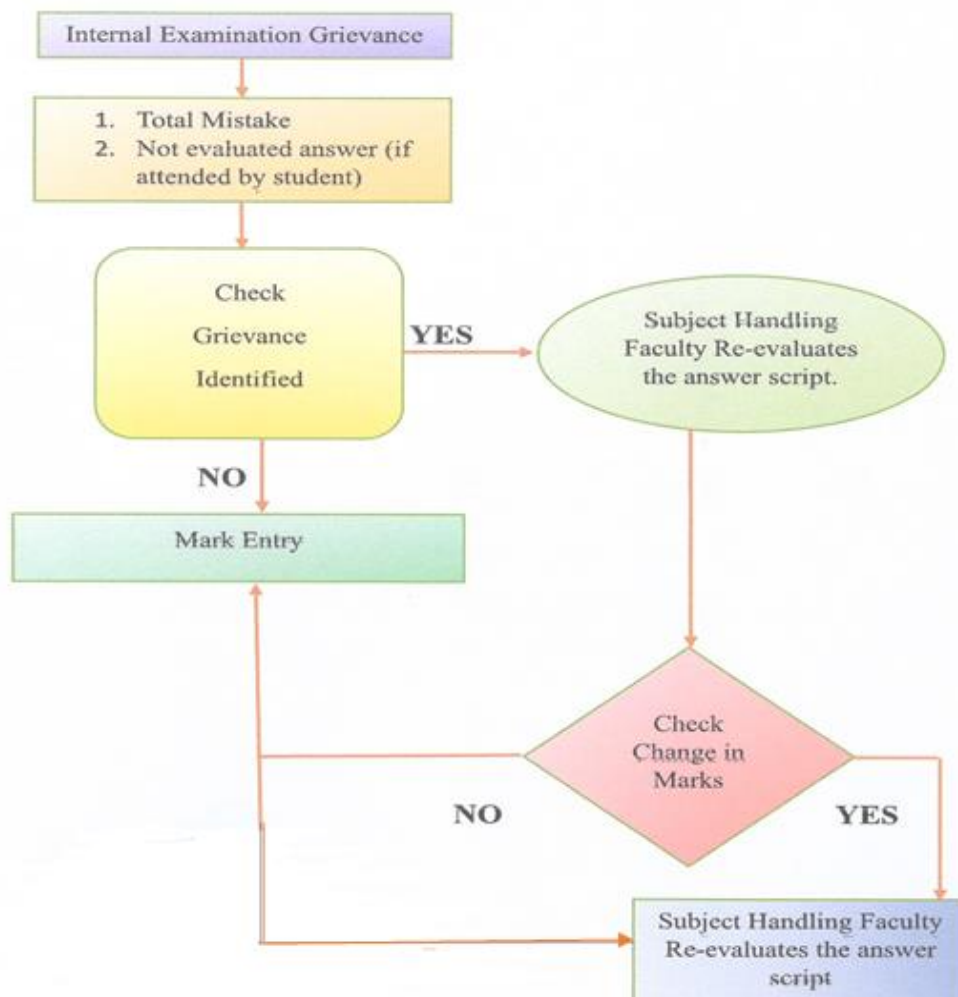 Internal Examination Grievance
1. Total Mistake
2. Not evaluated answer (if
attended by student)
Check
Grievance
Identified
YES
Subject Handling
Faculty Re-evaluates
the answer script.
NO
Mark Entry
Check
Change in
Marks
NO
YES
Subject Handling Faculty
Re-evaluates the answer
script